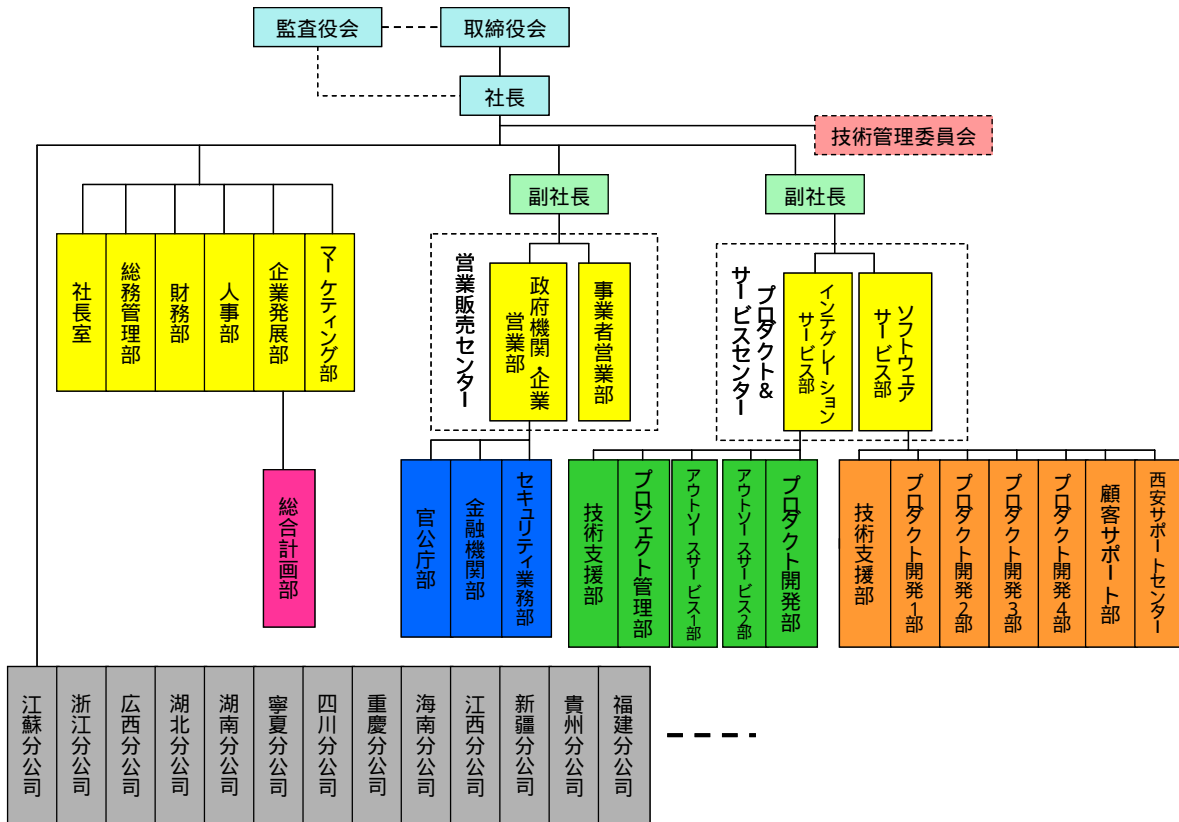 監査役会
取締役会
社長
技術管理委員会
副社長
副社長
社長室
総務管理部
財務部
人事部
企業発展部
マーケティング部
営業販売センター
政府機関・企業
営業部
事業者営業部
プロダクト&
サービスセンター
インテグレーション
サービス部
ソフトウェア
サービス部
総合計画部
官公庁部
金融機関部
セキュリティ業務部
技術支援部
プロジェクト管理部
アウトソースサービス1部
アウトソースサービス2部
プロダクト開発部
技術支援部
プロダクト開発1部
プロダクト開発2部
プロダクト開発3部
プロダクト開発4部
顧客サポート部
西安サポートセンター
江蘇分公司
浙江分公司
広西分公司
湖北分公司
湖南分公司
寧夏分公司
四川分公司
重慶分公司
海南分公司
江西分公司
新疆分公司
貴州分公司
福建分公司